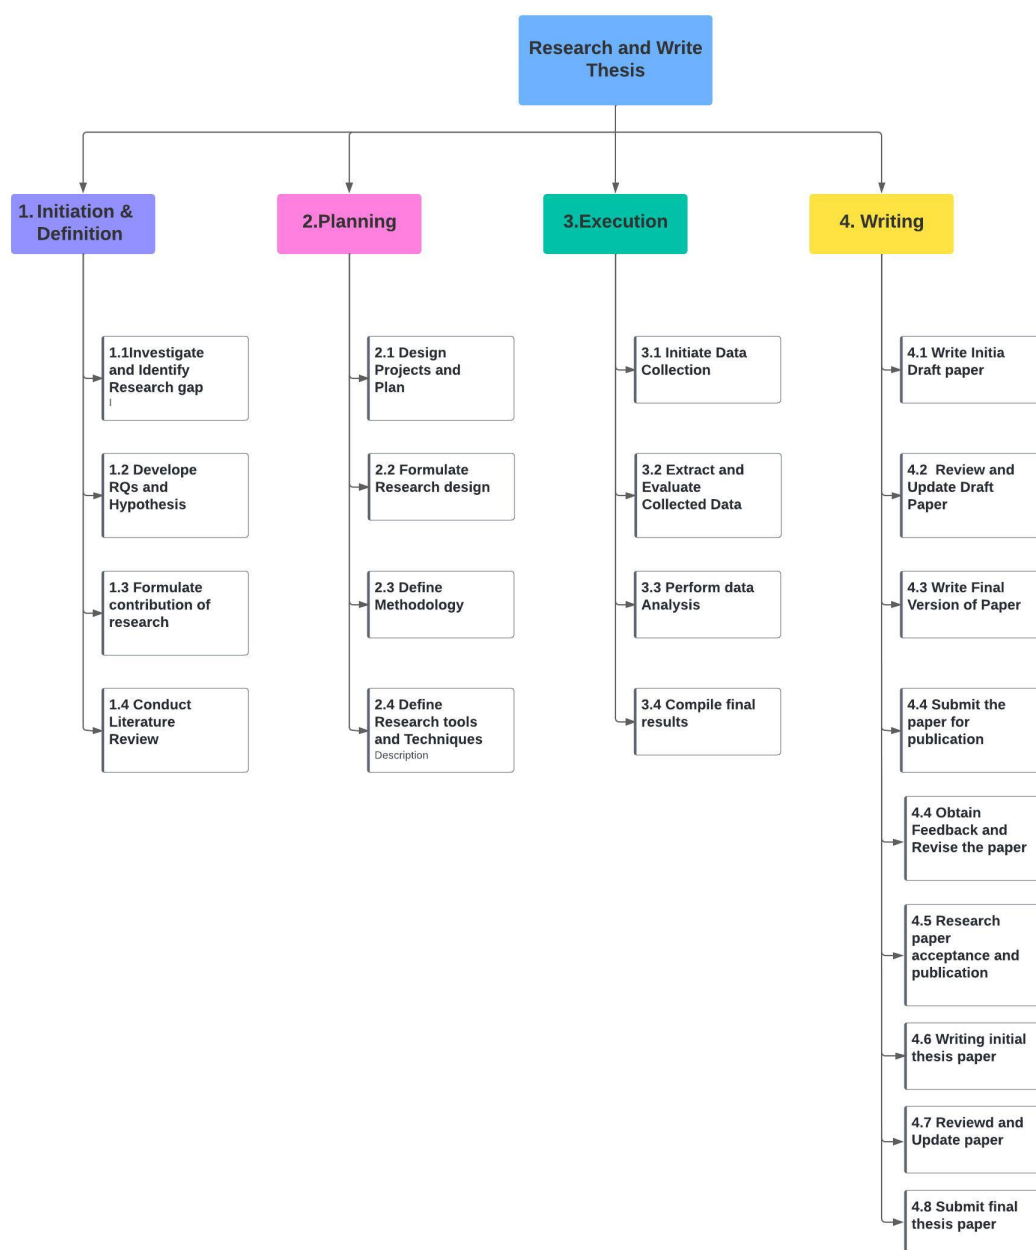 Research and Write
Thesis
1. Initiation &
Definition
2.Planning
3.Execution
4. Writing
1.1Investigate
and Identify
Research gap
I
1.2 Develope
RQs and
Hypothesis
1.3 Formulate
contribution of
research
1.4 Conduct
Literature
Review
2.1 Design
Projects and
Plan
2.2 Formulate
Research design
2.3 Define
Methodology
2.4 Define
Research tools
and Techniques
Description
3.1 Initiate Data
Collection
3.2 Extract and
Evaluate
Collected Data
3.3 Perform data
Analysis
3.4 Compile final
results
4.1 Write Initia
Draft paper
4.2 Review and
Update Draft
Paper
4.3 Write Final
Version of Paper
4.4 Submit the
paper for
publication
4.4 Obtain
Feedback and
Revise the paper
4.5 Research
paper
acceptance and
publication
4.6 Writing initial
thesis paper
4.7 Reviewd and
Update paper
4.8 Submit final
thesis paper